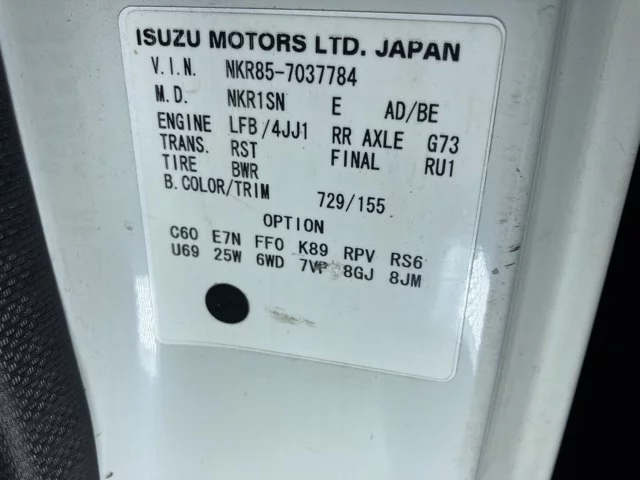 ISUZU MOTORS LTD. JAPAN
V.I.N. NKR85-7037784
M.D. NKR1SN E AD/BE
ENGINE LFB/4JJ1 RR AXLE G73
TRANS. RST FINAL RU1
TIRE BWR
B.COLOR/TRIM 729/155
OPTION
C60 E7N FFO K89 RPV RS6
U69 25W 6WD 7VP 8GJ 8JM